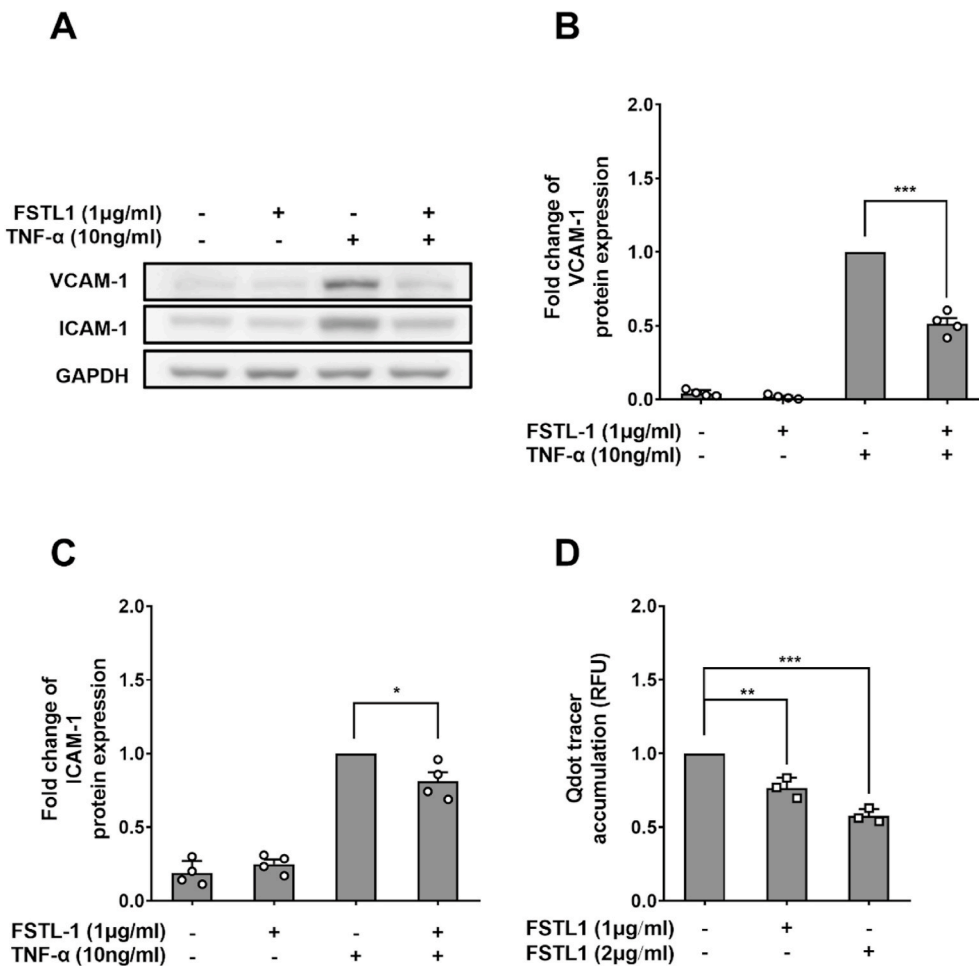 A
FSTL1 (1µg/ml) - + - +
TNF-α (10ng/ml) - - + +
VCAM-1
ICAM-1
GAPDH
B
Fold change of
VCAM-1
protein expression
2.0
1.5
1.0
0.5
0.0
***
FSTL-1 (1µg/ml) - + - +
TNF-α (10ng/ml) - - + +
C
Fold change of
ICAM-1
protein expression
2.0
1.5
1.0
0.5
0.0
*
FSTL-1 (1µg/ml) - + - +
TNF-α (10ng/ml) - - + +
D
Qdot tracer
accumulation (RFU)
2.0
1.5
1.0
0.5
0.0
***
**
FSTL1 (1µg/ml) - + -
FSTL1 (2µg/ml) - - +